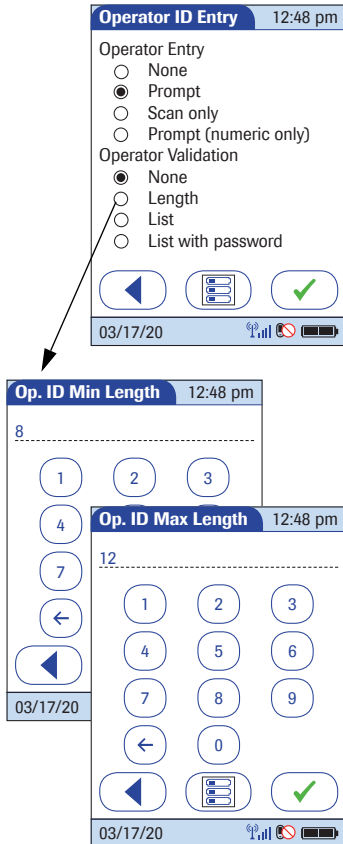 Operator ID Entry 12:48 pm
Operator Entry
None
Prompt
Scan only
Prompt (numeric only)
Operator Validation
None
Length
List
List with password
03/17/20
Op. ID Min Length 12:48 pm
8
1 2 3
4
7
←
03/17/20
Op. ID Max Length 12:48 pm
12
1 2 3
4 5 6
7 8 9
← 0
03/17/20